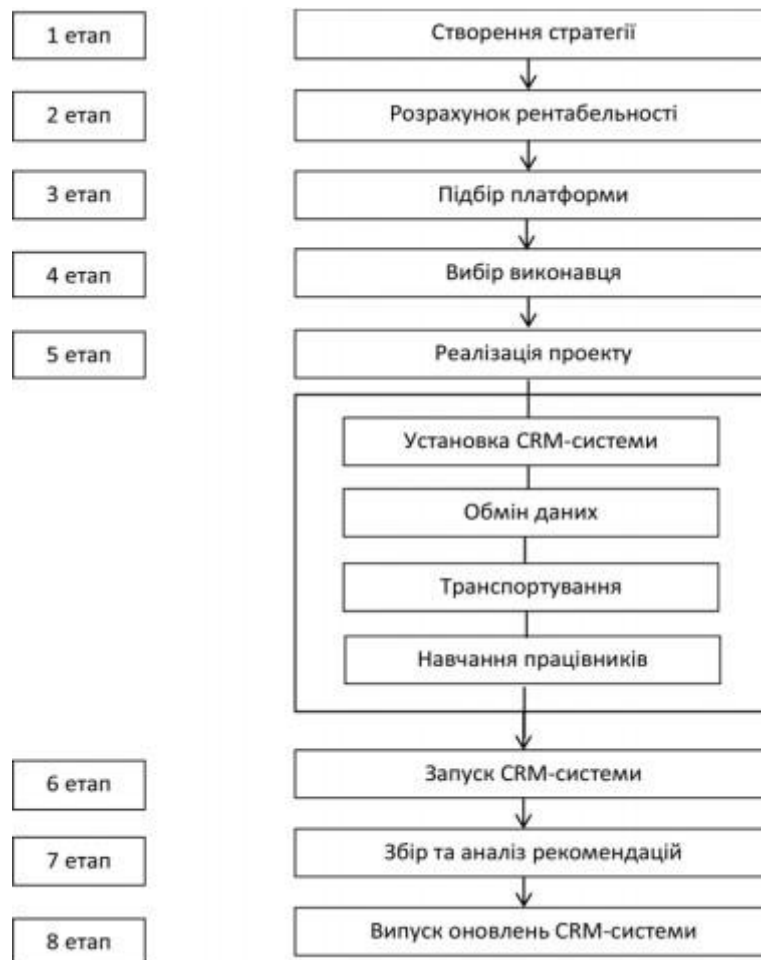 1 етап
Створення стратегії
2 етап
Розрахунок рентабельності
3 етап
Підбір платформи
4 етап
Вибір виконавця
5 етап
Реалізація проекту
Установка CRM-системи
Обмін даних
Транспортування
Навчання працівників
6 етап
Запуск CRM-системи
7 етап
Збір та аналіз рекомендацій
8 етап
Випуск оновлень CRM-системи